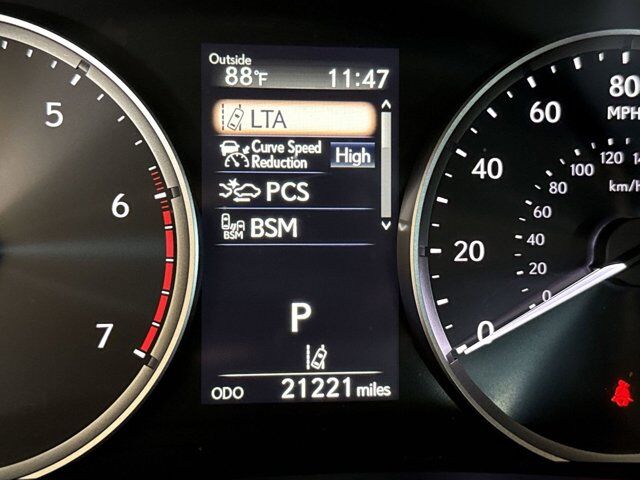 Outside
88°F 11:47
LTA
Curve Speed
Reduction High
PCS
BSM BSM
P
ODO 21221 miles
5
6
7
80
MPH
60
40
20
0
120
100
80
km/h
60
40
20
0